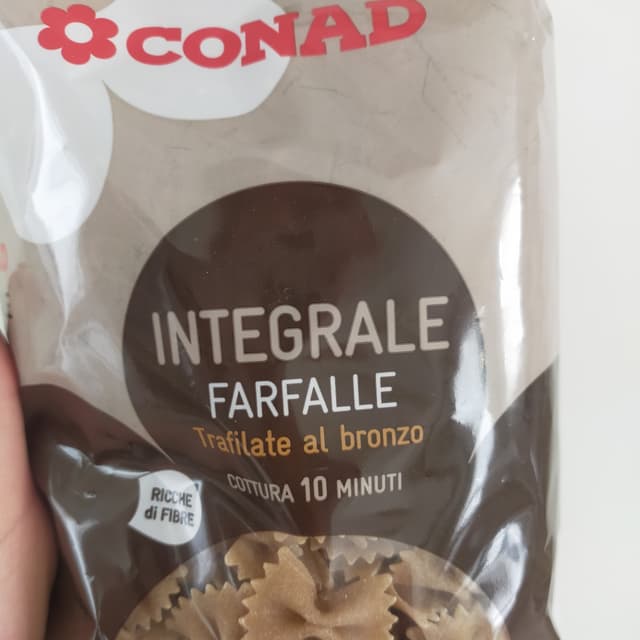 CONAD
INTEGRALE
FARFALLE
Trafilate al bronzo
COTTURA 10 MINUTI
RICCHE
di FIBRE